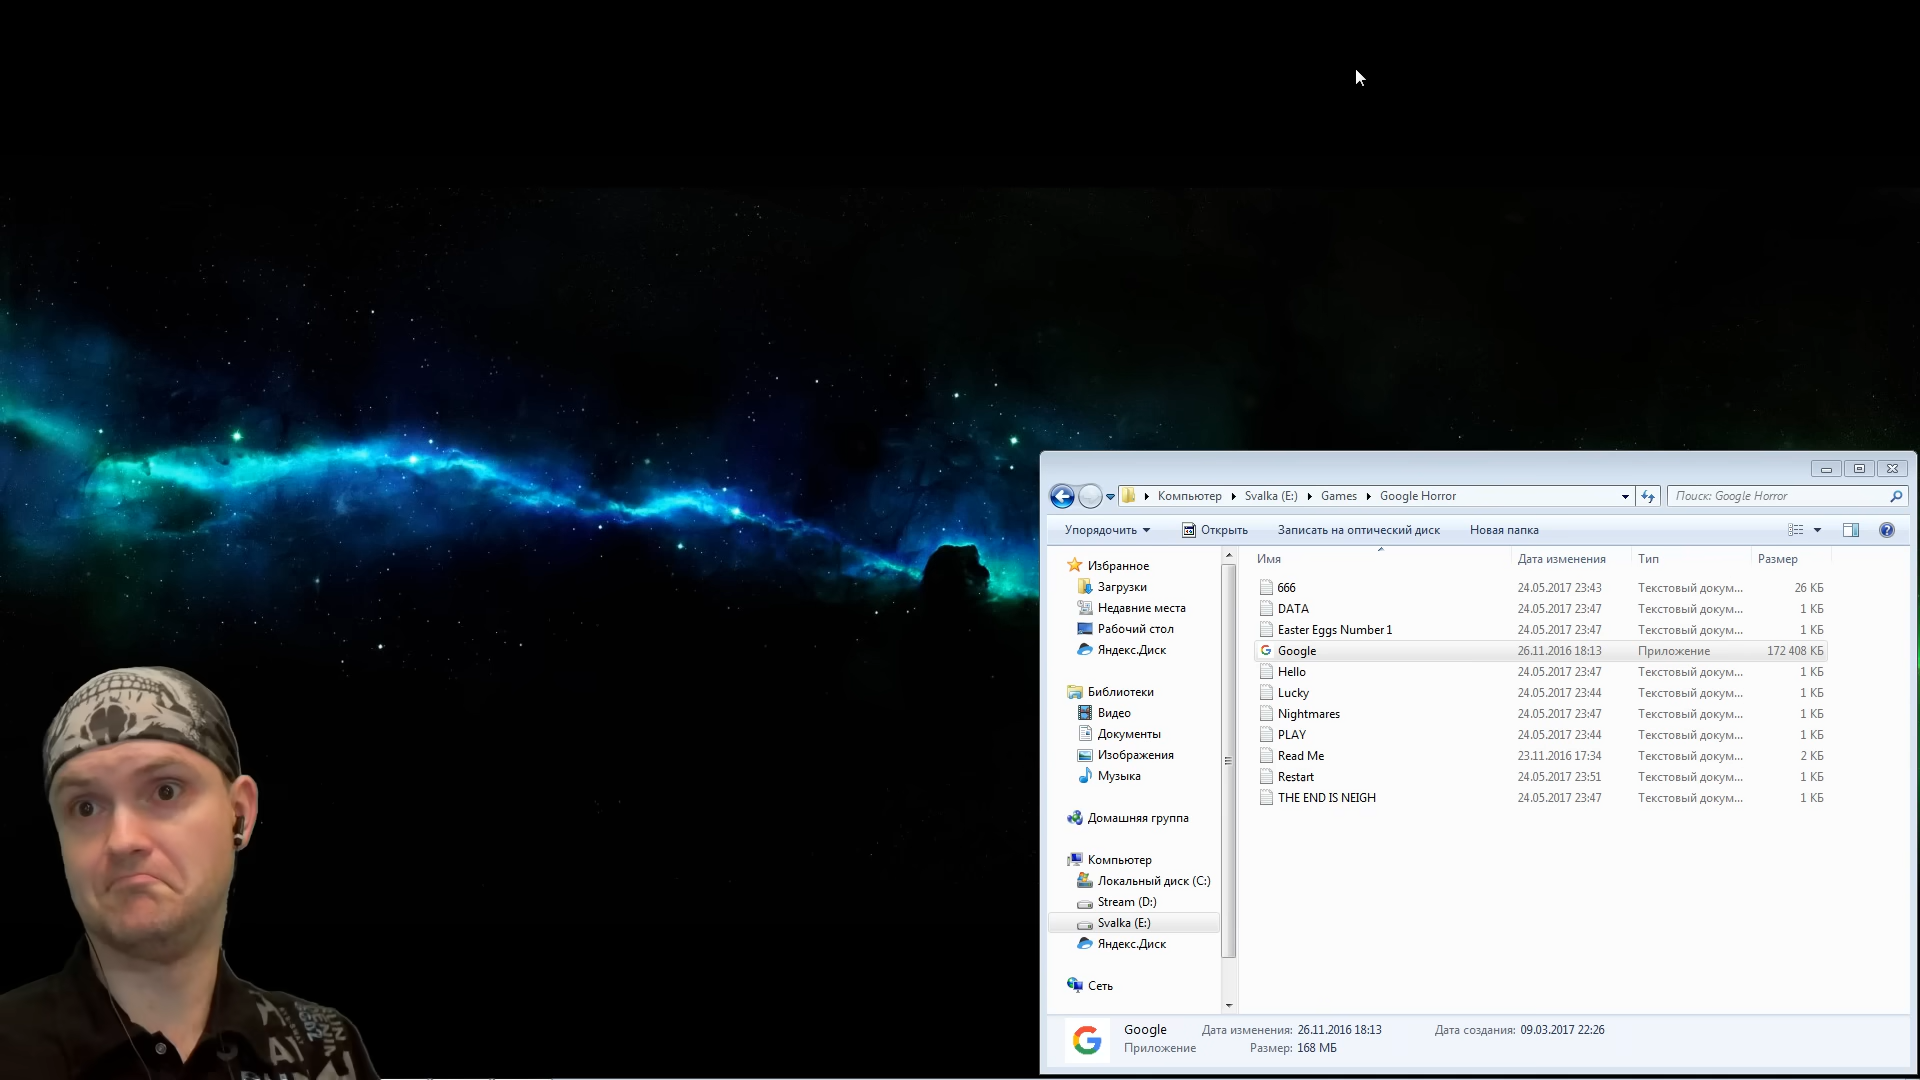 Компьютер Svalka (E:) Games Google Horror
Поиск: Google Horror
Упорядочить Открыть Записать на оптический диск Новая папка
Избранное
Загрузки
Недавние места
Рабочий стол
Яндекс.Диск
Библиотеки
Видео
Документы
Изображения
Музыка
Домашняя группа
Компьютер
Локальный диск (C:)
Stream (D:)
Svalka (E:)
Яндекс.Диск
Сеть
Имя Дата изменения Тип Размер
666 24.05.2017 23:43 Текстовый докум... 26 КБ
DATA 24.05.2017 23:47 Текстовый докум... 1 КБ
Easter Eggs Number 1 24.05.2017 23:47 Текстовый докум... 1 КБ
Google 26.11.2016 18:13 Приложение 172 408 КБ
Hello 24.05.2017 23:47 Текстовый докум... 1 КБ
Lucky 24.05.2017 23:44 Текстовый докум... 1 КБ
Nightmares 24.05.2017 23:47 Текстовый докум... 1 КБ
PLAY 24.05.2017 23:44 Текстовый докум... 1 КБ
Read Me 23.11.2016 17:34 Текстовый докум... 2 КБ
Restart 24.05.2017 23:51 Текстовый докум... 1 КБ
THE END IS NEIGH 24.05.2017 23:47 Текстовый докум... 1 КБ
Google Дата изменения: 26.11.2016 18:13 Дата создания: 09.03.2017 22:26
Приложение Размер: 168 МБ